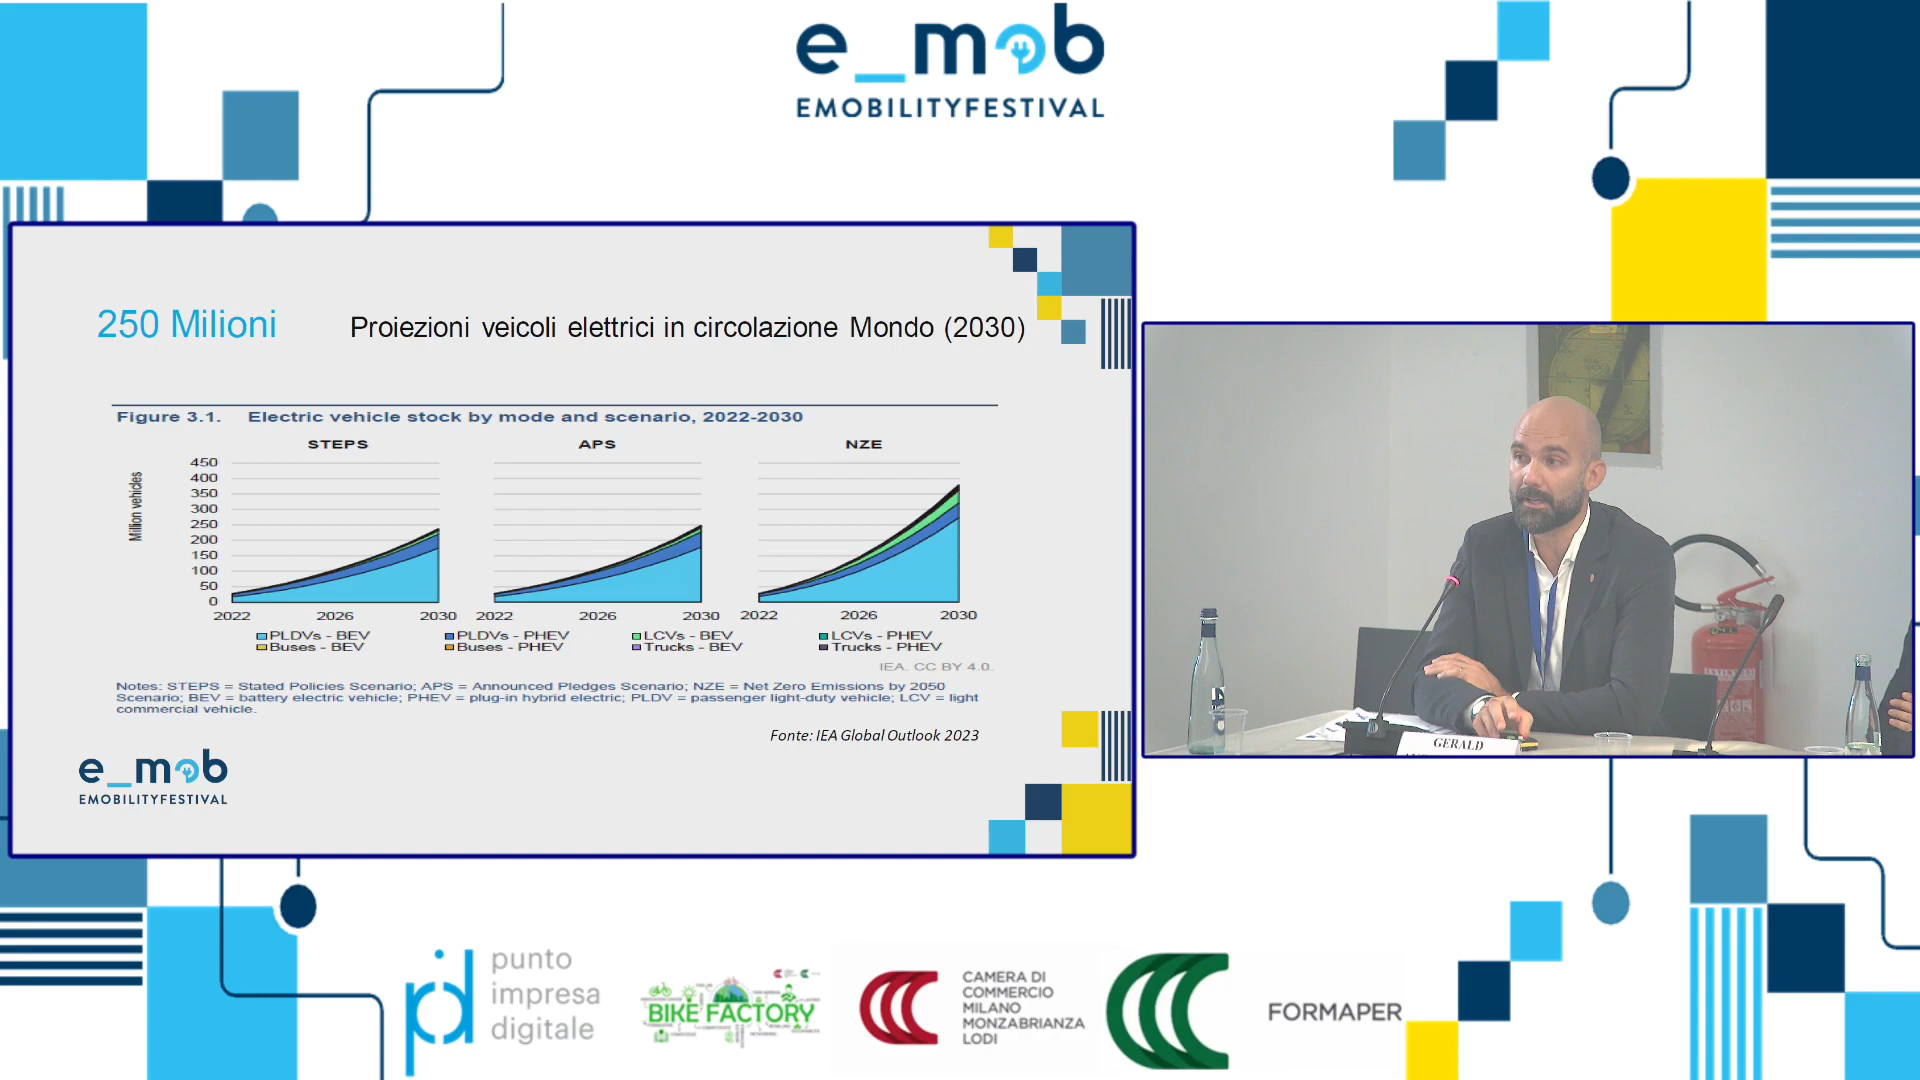 e_mob
EMOBILITYFESTIVAL
250 Milioni
Proiezioni veicoli elettrici in circolazione Mondo (2030)
Figure 3.1. Electric vehicle stock by mode and scenario, 2022-2030
STEPS APS NZE
Million vehicles
450
400
350
300
250
200
150
100
50
0
2022 2026 2030 2022 2026 2030 2022 2026 2030
PLDVs - BEV PLDVs - PHEV LCVs - BEV LCVs - PHEV
Buses - BEV Buses - PHEV Trucks - BEV Trucks - PHEV
IEA. CC BY 4.0.
Notes: STEPS = Stated Policies Scenario; APS = Announced Pledges Scenario; NZE = Net Zero Emissions by 2050
Scenario; BEV = battery electric vehicle; PHEV = plug-in hybrid electric; PLDV = passenger light-duty vehicle; LCV = light
commercial vehicle.
Fonte: IEA Global Outlook 2023
e_mob
EMOBILITYFESTIVAL
GERALD
pid
punto
impresa
digitale
BIKE FACTORY
CAMERA DI
COMMERCIO
MILANO
MONZABRIANZA
LODI
FORMAPER